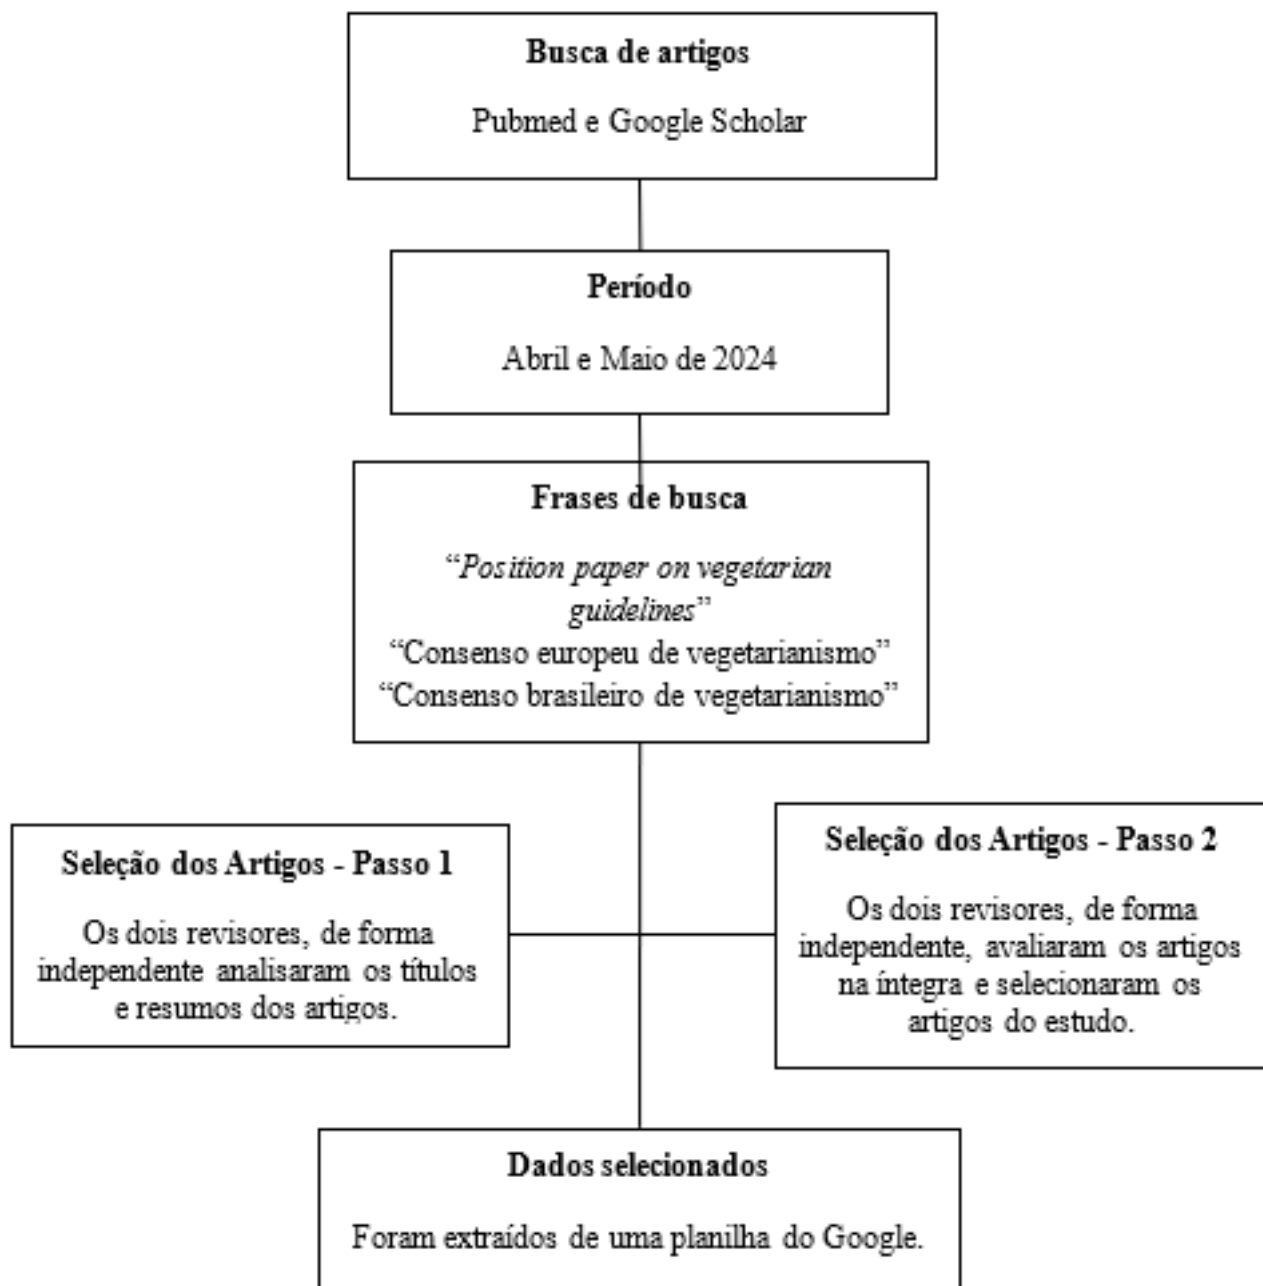 Busca de artigos
Pubmed e Google Scholar
Período
Abril e Maio de 2024
Frases de busca
“Position paper on vegetarian
guidelines”
“Consenso europeu de vegetarianismo”
“Consenso brasileiro de vegetarianismo”
Seleção dos Artigos - Passo 1
Os dois revisores, de forma
independente analisaram os títulos
e resumos dos artigos.
Seleção dos Artigos - Passo 2
Os dois revisores, de forma
independente, avaliaram os artigos
na íntegra e selecionaram os
artigos do estudo.
Dados selecionados
Foram extraídos de uma planilha do Google.